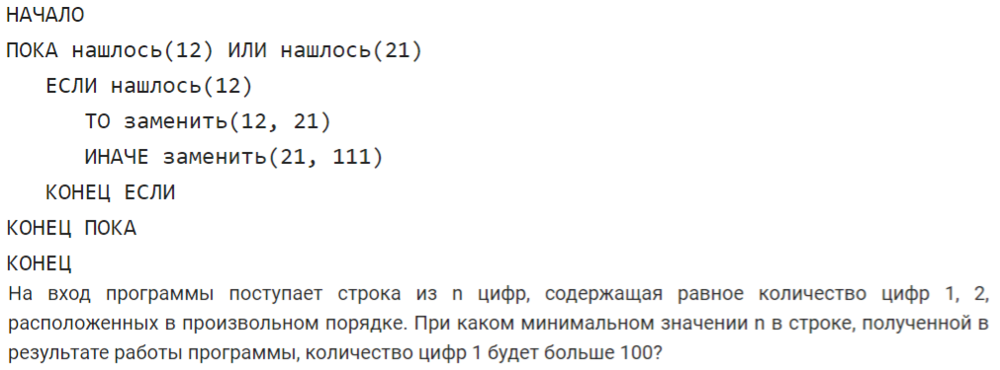 НАЧАЛО
ПОКА нашлось(12) ИЛИ нашлось(21)
ЕСЛИ нашлось(12)
ТО заменить(12, 21)
ИНАЧЕ заменить(21, 111)
КОНЕЦ ЕСЛИ
КОНЕЦ ПОКА
КОНЕЦ
На вход программы поступает строка из n цифр, содержащая равное количество цифр 1, 2,
расположенных в произвольном порядке. При каком минимальном значении n в строке, полученной в
результате работы программы, количество цифр 1 будет больше 100?